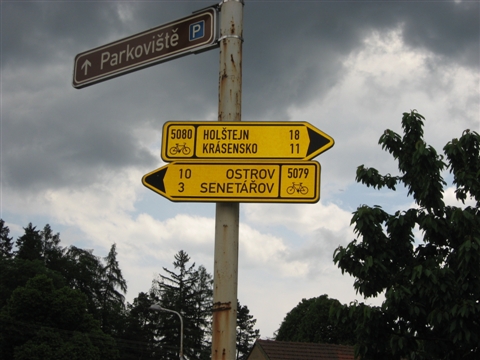 Parkoviště P
5080 HOLŠTEJN 18
KRÁSENSKO 11
10 OSTROV 5079
3 SENETÁŘOV